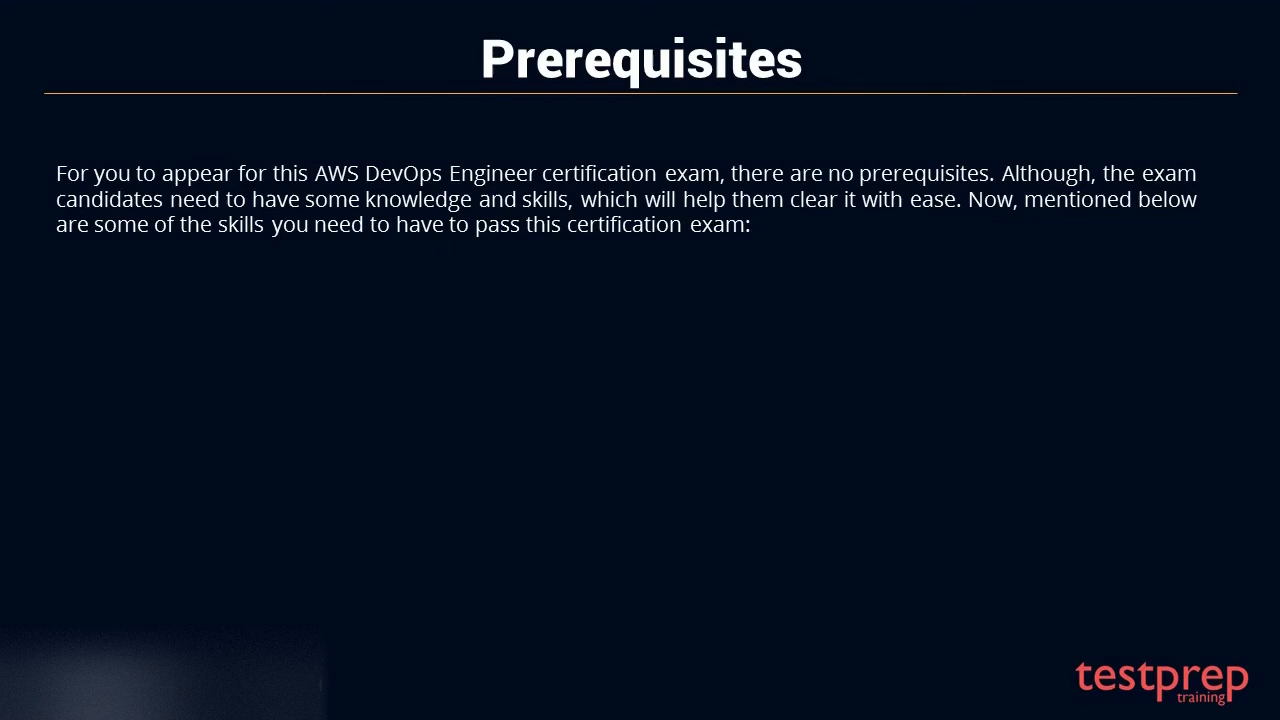 Prerequisites
For you to appear for this AWS DevOps Engineer certification exam, there are no prerequisites. Although, the exam
candidates need to have some knowledge and skills, which will help them clear it with ease. Now, mentioned below
are some of the skills you need to have to pass this certification exam:
testprep
training